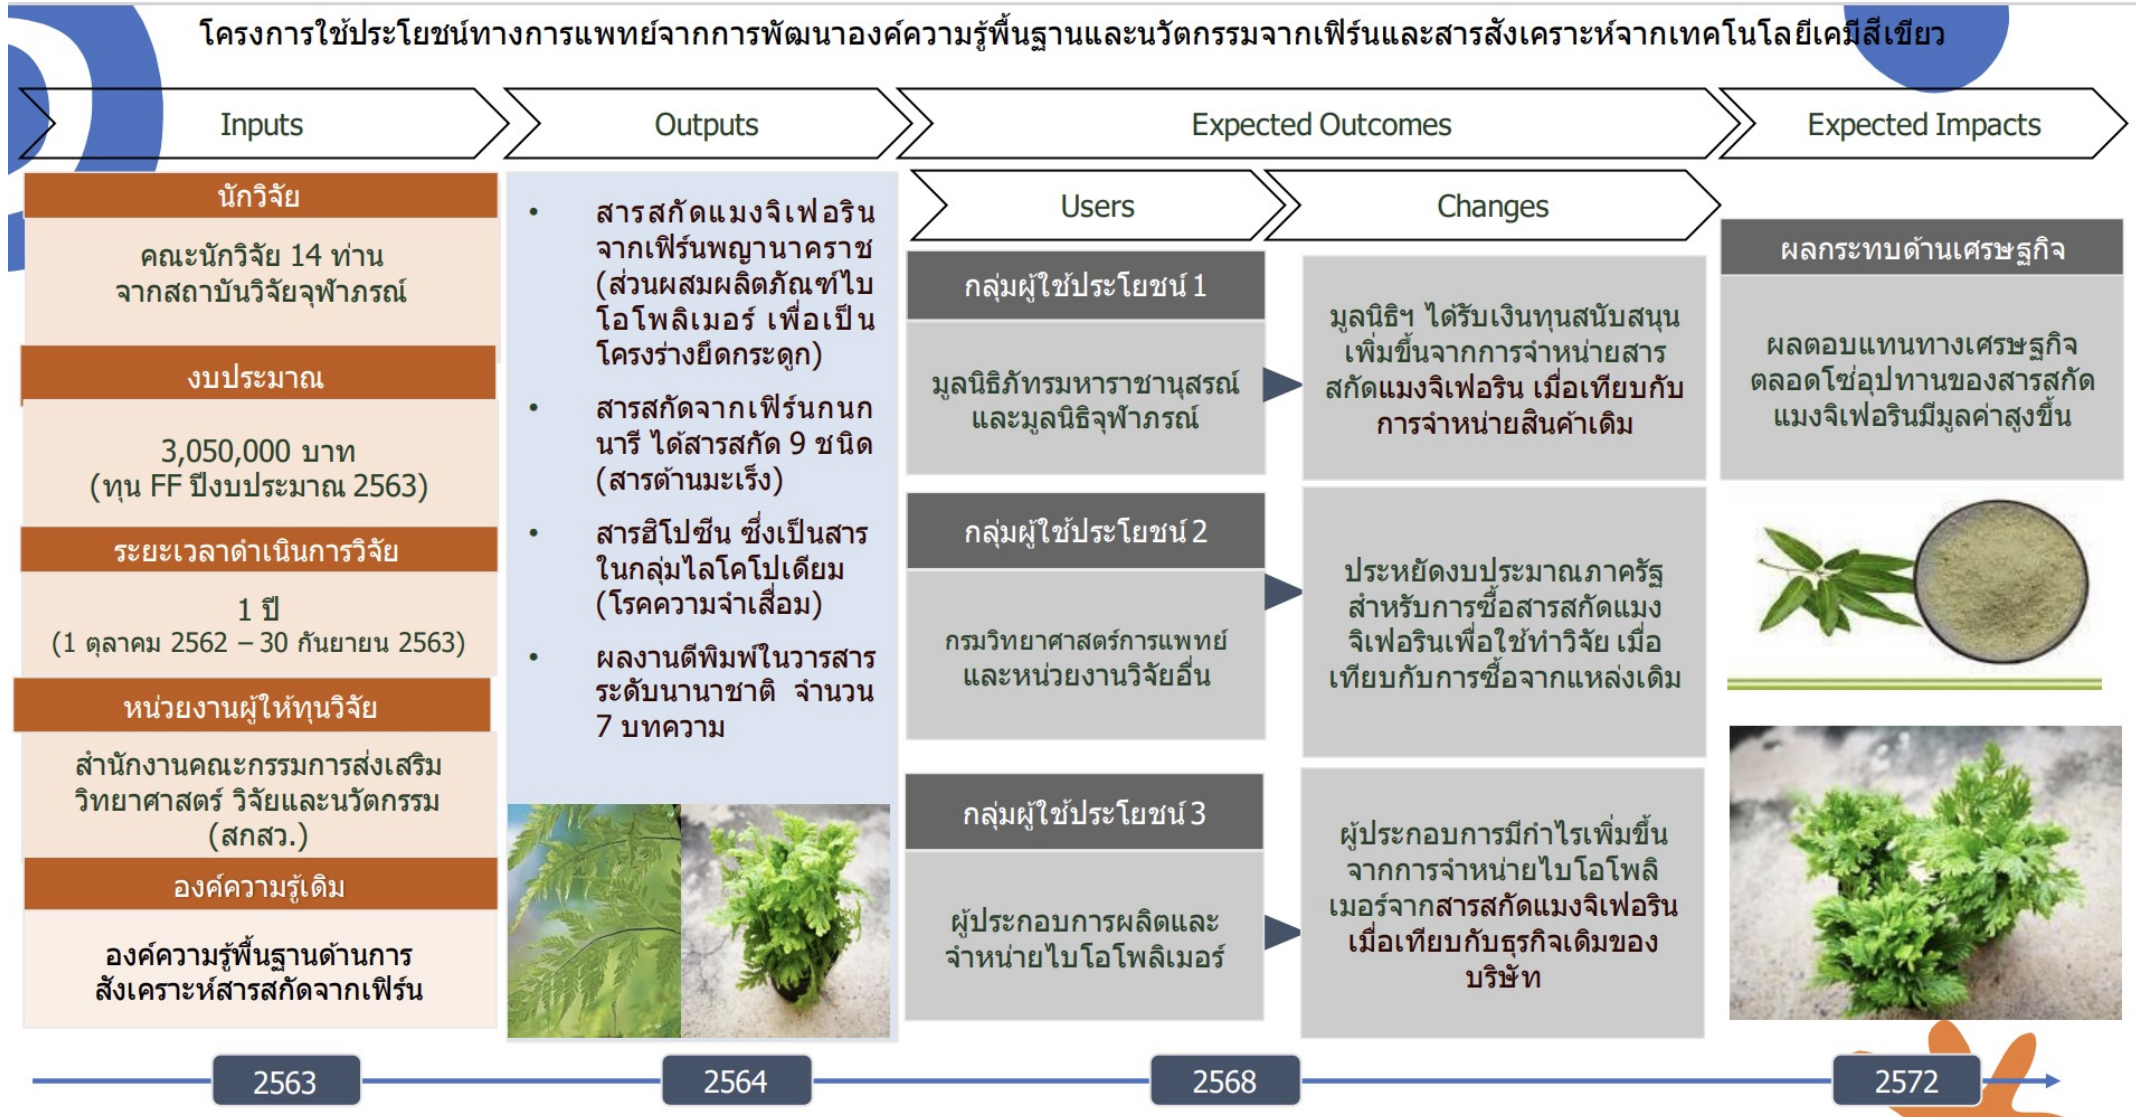 โครงการใช้ประโยชน์ทางการแพทย์จากการพัฒนาองค์ความรู้พื้นฐานและนวัตกรรมจากเฟิร์นและสารสังเคราะห์จากเทคโนโลยีเคมีสีเขียว
Inputs
Outputs
Expected Outcomes
Expected Impacts
นักวิจัย
คณะนักวิจัย 14 ท่าน
จากสถาบันวิจัยจุฬาภรณ์
งบประมาณ
3,050,000 บาท
(ทุน FF ปีงบประมาณ 2563)
ระยะเวลาดำเนินการวิจัย
1 ปี
(1 ตุลาคม 2562 – 30 กันยายน 2563)
หน่วยงานผู้ให้ทุนวิจัย
สำนักงานคณะกรรมการส่งเสริม
วิทยาศาสตร์ วิจัยและนวัตกรรม
(สกสว.)
องค์ความรู้เดิม
องค์ความรู้พื้นฐานด้านการ
สังเคราะห์สารสกัดจากเฟิร์น
• สารสกัดแมงจิเฟอริน
จากเฟิร์นพญานาคราช
(ส่วนผสมผลิตภัณฑ์ไบ
โอโพลิเมอร์ เพื่อเป็น
โครงร่างยึดกระดูก)
• สารสกัดจากเฟิร์นกนก
นารี ได้สารสกัด 9 ชนิด
(สารต้านมะเร็ง)
• สารฮิโปซีน ซึ่งเป็นสาร
ในกลุ่มไลโคโปเดียม
(โรคความจำเสื่อม)
• ผลงานตีพิมพ์ในวารสาร
ระดับนานาชาติ จำนวน
7 บทความ
Users
Changes
กลุ่มผู้ใช้ประโยชน์ 1
มูลนิธิภัทรมหาราชานุสรณ์
และมูลนิธิจุฬาภรณ์
มูลนิธิฯ ได้รับเงินทุนสนับสนุน
เพิ่มขึ้นจากการจำหน่ายสาร
สกัดแมงจิเฟอริน เมื่อเทียบกับ
การจำหน่ายสินค้าเดิม
กลุ่มผู้ใช้ประโยชน์ 2
กรมวิทยาศาสตร์การแพทย์
และหน่วยงานวิจัยอื่น
ประหยัดงบประมาณภาครัฐ
สำหรับการซื้อสารสกัดแมง
จิเฟอรินเพื่อใช้ทำวิจัย เมื่อ
เทียบกับการซื้อจากแหล่งเดิม
กลุ่มผู้ใช้ประโยชน์ 3
ผู้ประกอบการผลิตและ
จำหน่ายไบโอโพลิเมอร์
ผู้ประกอบการมีกำไรเพิ่มขึ้น
จากการจำหน่ายไบโอโพลิ
เมอร์จากสารสกัดแมงจิเฟอริน
เมื่อเทียบกับธุรกิจเดิมของ
บริษัท
ผลกระทบด้านเศรษฐกิจ
ผลตอบแทนทางเศรษฐกิจ
ตลอดโซ่อุปทานของสารสกัด
แมงจิเฟอรินมีมูลค่าสูงขึ้น
2563
2564
2568
2572